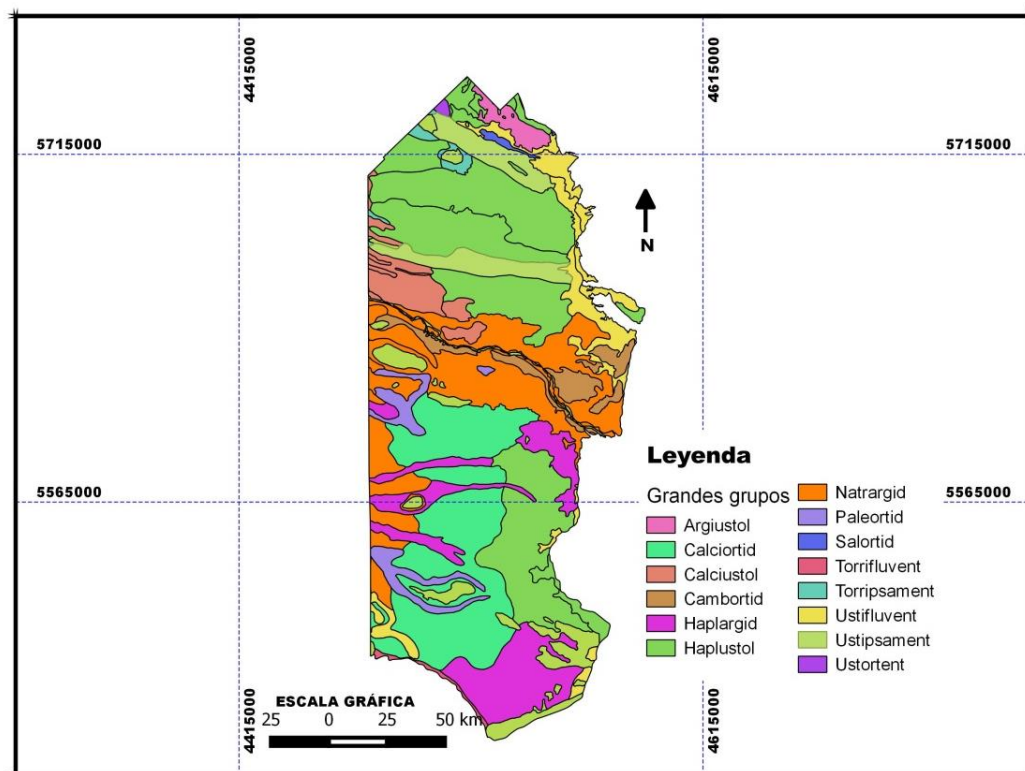 4415000
4615000
5715000
5715000
N
5565000
5565000
Leyenda
Grandes grupos
Argiustol
Calciortid
Calciustol
Cambortid
Haplargid
Haplustol
Natrargid
Paleortid
Salortid
Torrifluvent
Torripsament
Ustifluvent
Ustipsament
Ustortent
ESCALA GRÁFICA
25 0 25 50 km
4415000
4615000